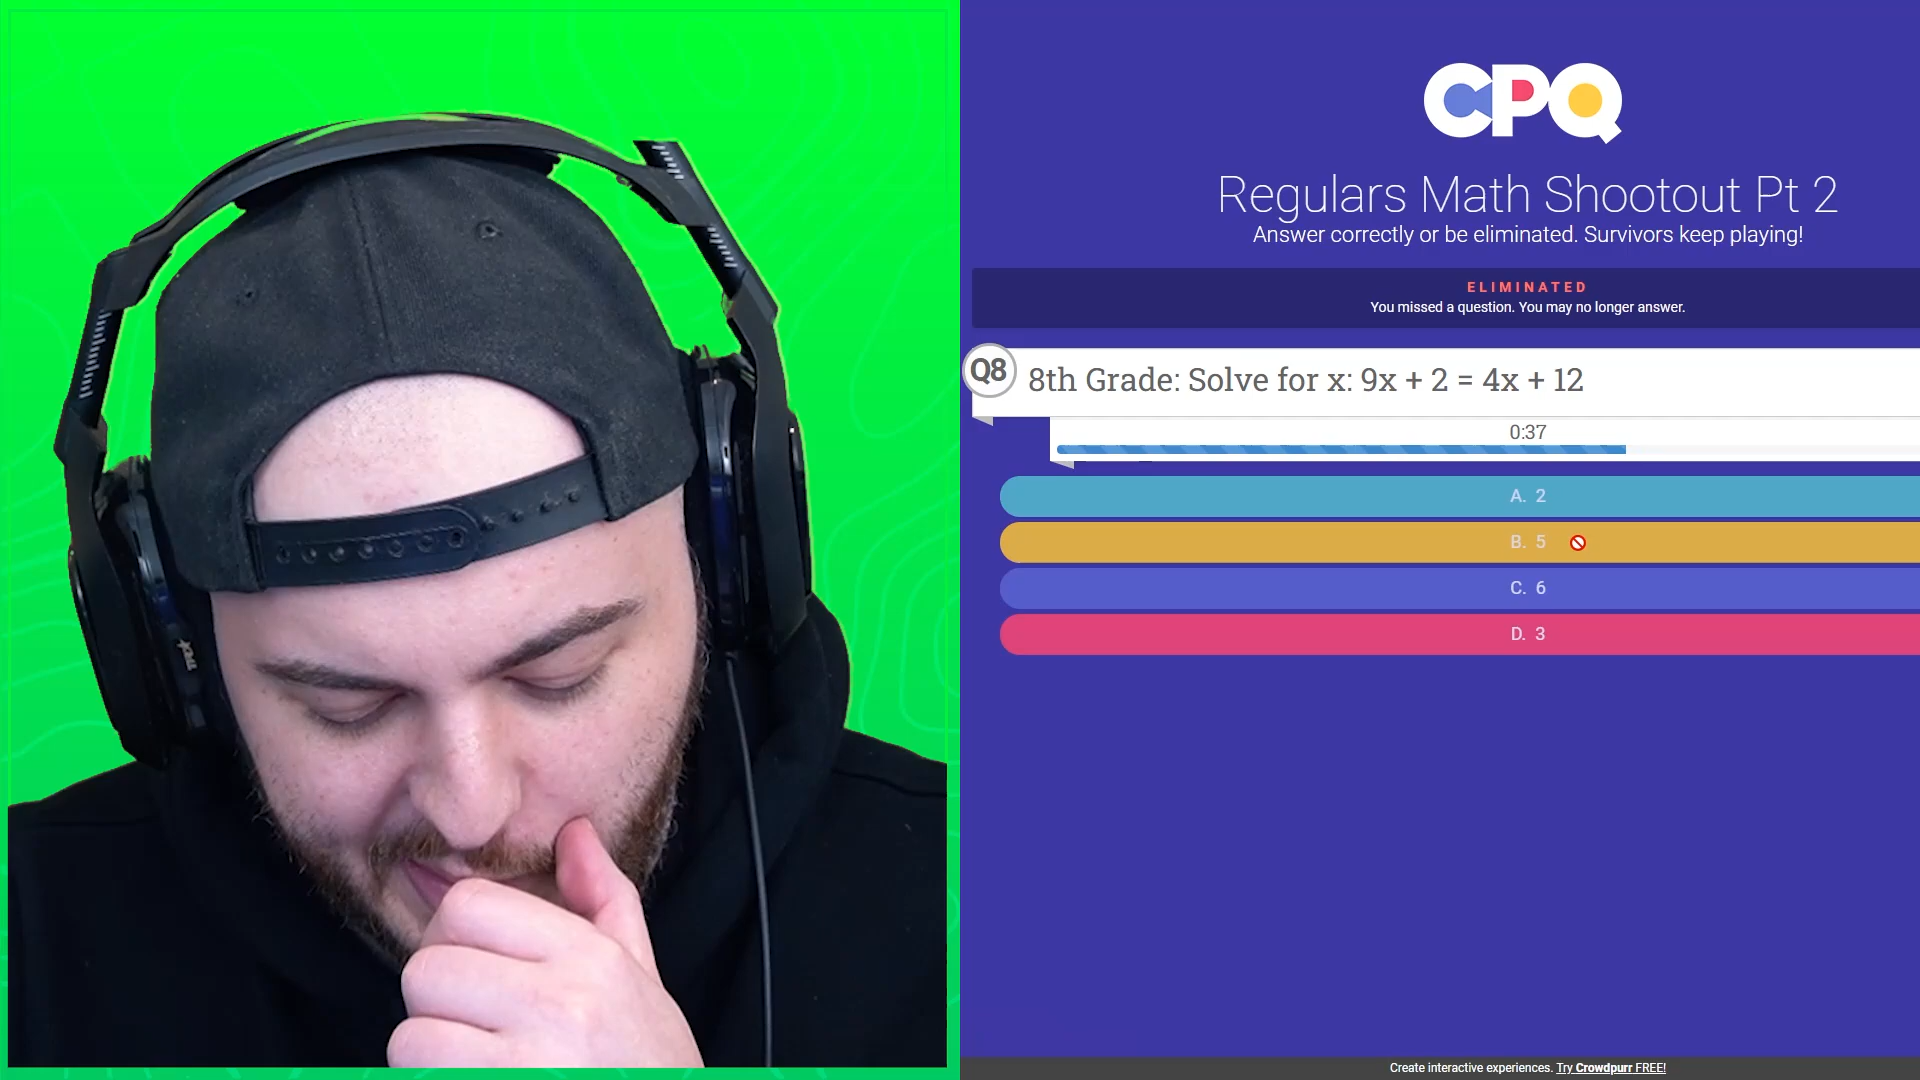 CPQ
Regulars Math Shootout Pt 2
Answer correctly or be eliminated. Survivors keep playing!
ELIMINATED
You missed a question. You may no longer answer.
Q8
8th Grade: Solve for x: 9x + 2 = 4x + 12
0:37
A. 2
B. 5
C. 6
D. 3
Create interactive experiences. Try Crowdpurr FREE!